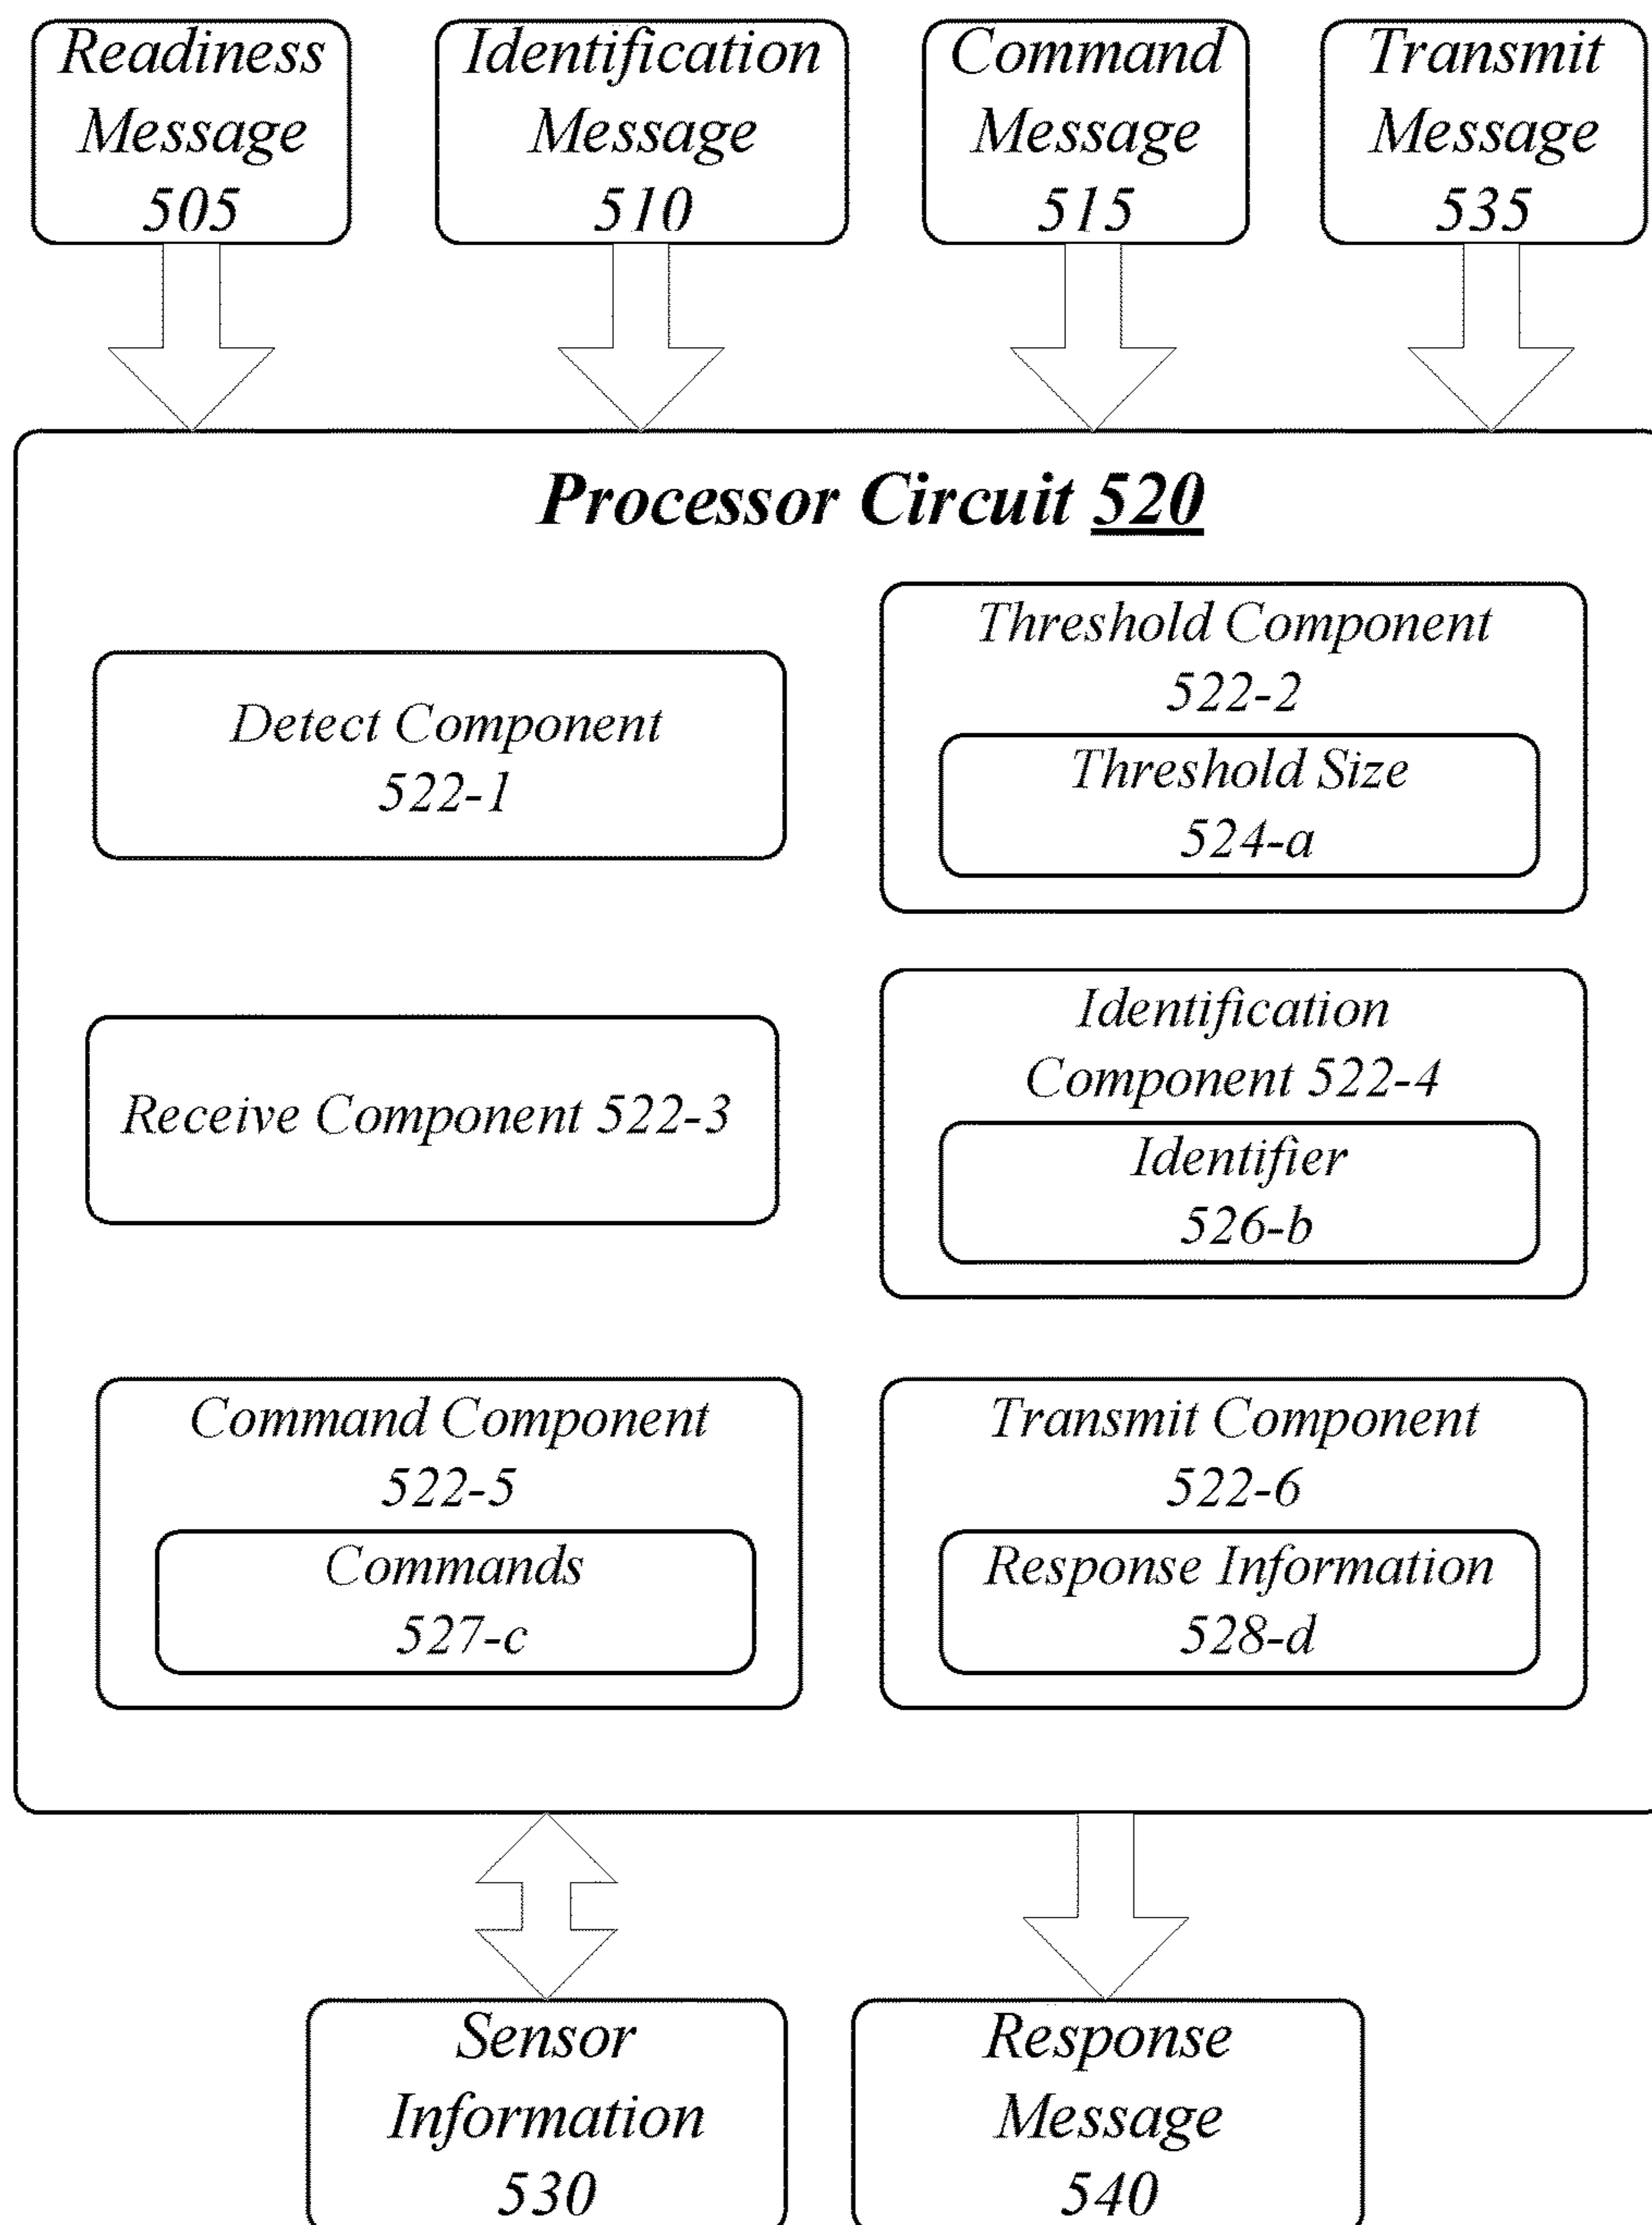 Readiness
Message
505
Identification
Message
510
Command
Message
515
Transmit
Message
535
Processor Circuit 520
Detect Component
522-1
Threshold Component
522-2
Threshold Size
524-a
Receive Component 522-3
Identification
Component 522-4
Identifier
526-b
Command Component
522-5
Commands
527-c
Transmit Component
522-6
Response Information
528-d
Sensor
Information
530
Response
Message
540